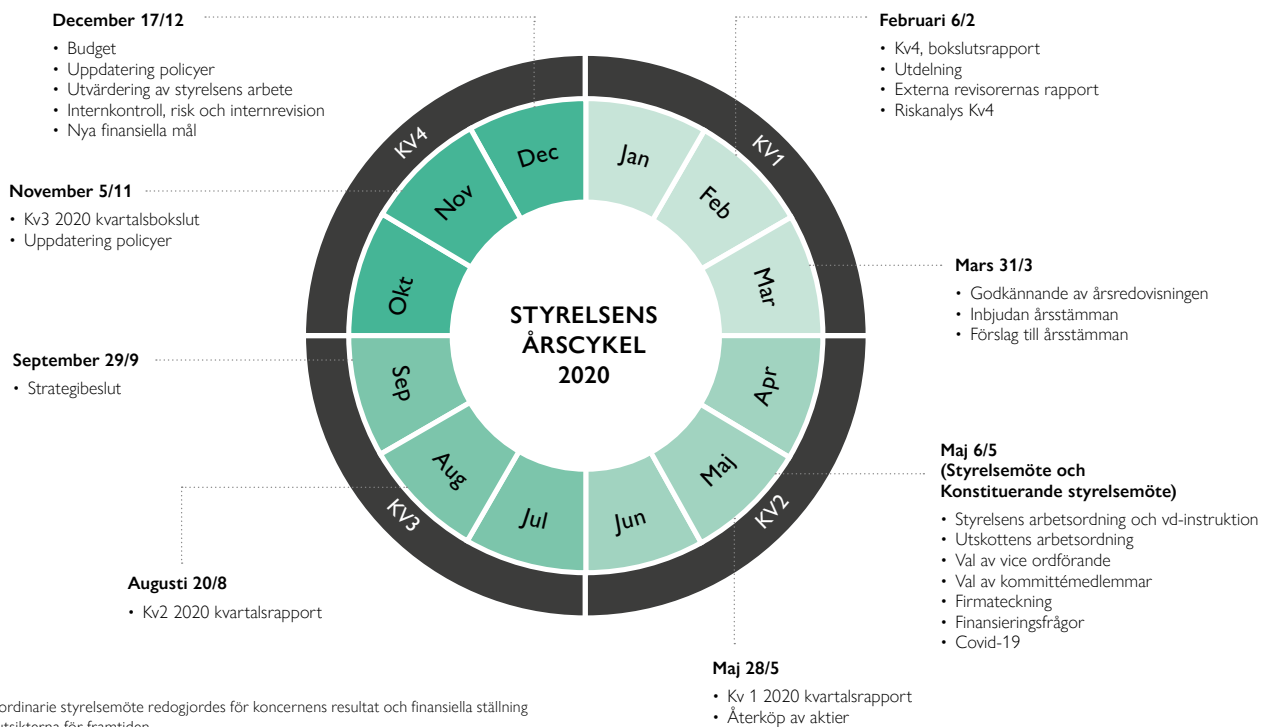 December 17/12
• Budget
• Uppdatering policyer
• Utvärdering av styrelsens arbete
• Internkontroll, risk och internrevision
• Nya finansiella mål
Februari 6/2
• Kv4, bokslutsrapport
• Utdelning
• Externa revisorernas rapport
• Riskanalys Kv4
November 5/11
• Kv3 2020 kvartalsbokslut
• Uppdatering policyer
Mars 31/3
• Godkännande av årsredovisningen
• Inbjudan årsstämman
• Förslag till årsstämman
September 29/9
• Strategibeslut
Maj 6/5
(Styrelsemöte och
Konstituerande styrelsemöte)
• Styrelsens arbetsordning och vd-instruktion
• Utskottens arbetsordning
• Val av vice ordförande
• Val av kommittémedlemmar
• Firmateckning
• Finansieringsfrågor
• Covid-19
Augusti 20/8
• Kv2 2020 kvartalsrapport
Maj 28/5
• Kv 1 2020 kvartalsrapport
• Återköp av aktier
KV1
KV2
KV3
KV4
Jan
Feb
Mar
Apr
Maj
Jun
Jul
Aug
Sep
Okt
Nov
Dec
STYRELSENS
ÅRSCYKEL
2020
ordinarie styrelsemöte redogjordes för koncernens resultat och finansiella ställning
utsikterna för framtiden